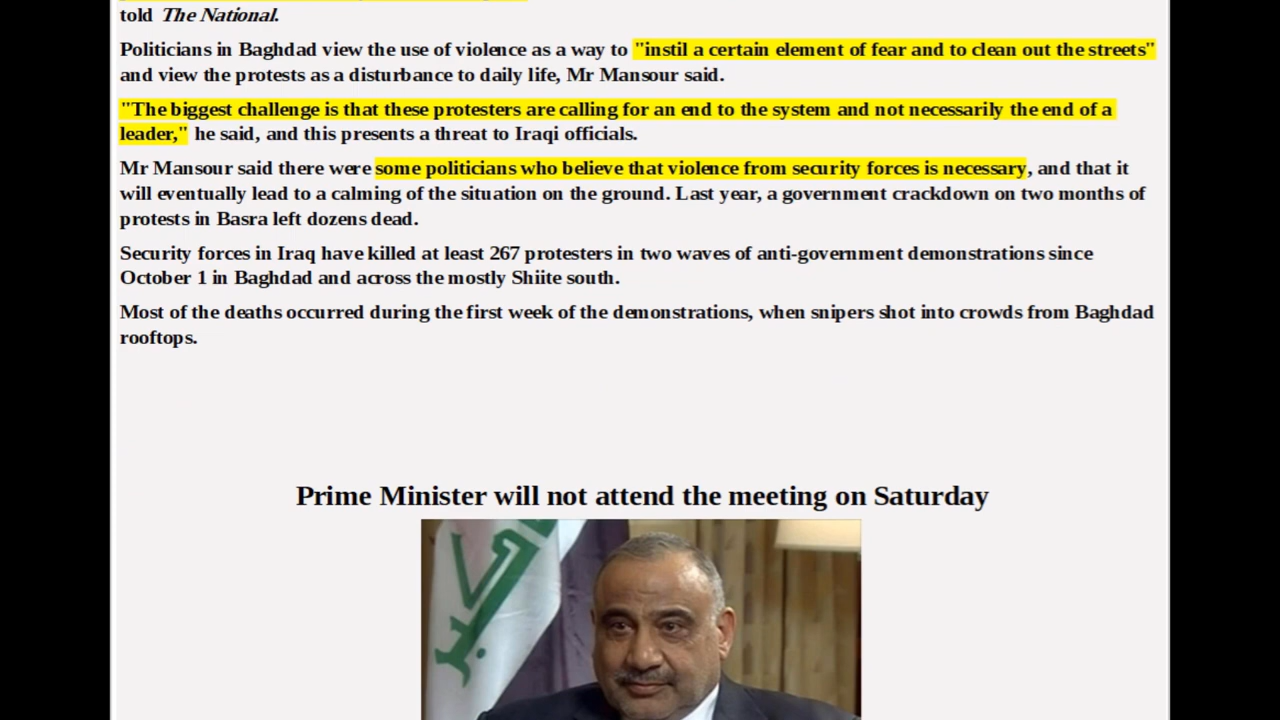 told The National.
Politicians in Baghdad view the use of violence as a way to "instil a certain element of fear and to clean out the streets"
and view the protests as a disturbance to daily life, Mr Mansour said.
"The biggest challenge is that these protesters are calling for an end to the system and not necessarily the end of a
leader," he said, and this presents a threat to Iraqi officials.
Mr Mansour said there were some politicians who believe that violence from security forces is necessary, and that it
will eventually lead to a calming of the situation on the ground. Last year, a government crackdown on two months of
protests in Basra left dozens dead.
Security forces in Iraq have killed at least 267 protesters in two waves of anti-government demonstrations since
October 1 in Baghdad and across the mostly Shiite south.
Most of the deaths occurred during the first week of the demonstrations, when snipers shot into crowds from Baghdad
rooftops.
Prime Minister will not attend the meeting on Saturday